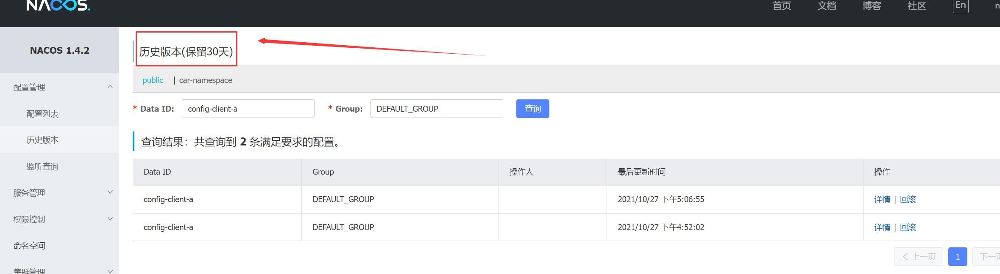 NACOS.
首页 文档 博客 社区 En n
NACOS 1.4.2
配置管理
配置列表
历史版本
监听查询
服务管理
权限控制
命名空间
集群管理
历史版本(保留30天)
public | car-namespace
* Data ID: config-client-a * Group: DEFAULT_GROUP 查询
查询结果：共查询到 2 条满足要求的配置。
Data ID Group 操作人 最后更新时间 操作
config-client-a DEFAULT_GROUP 2021/10/27 下午5:06:55 详情 | 回滚
config-client-a DEFAULT_GROUP 2021/10/27 下午4:52:02 详情 | 回滚
上一页 1 下一页